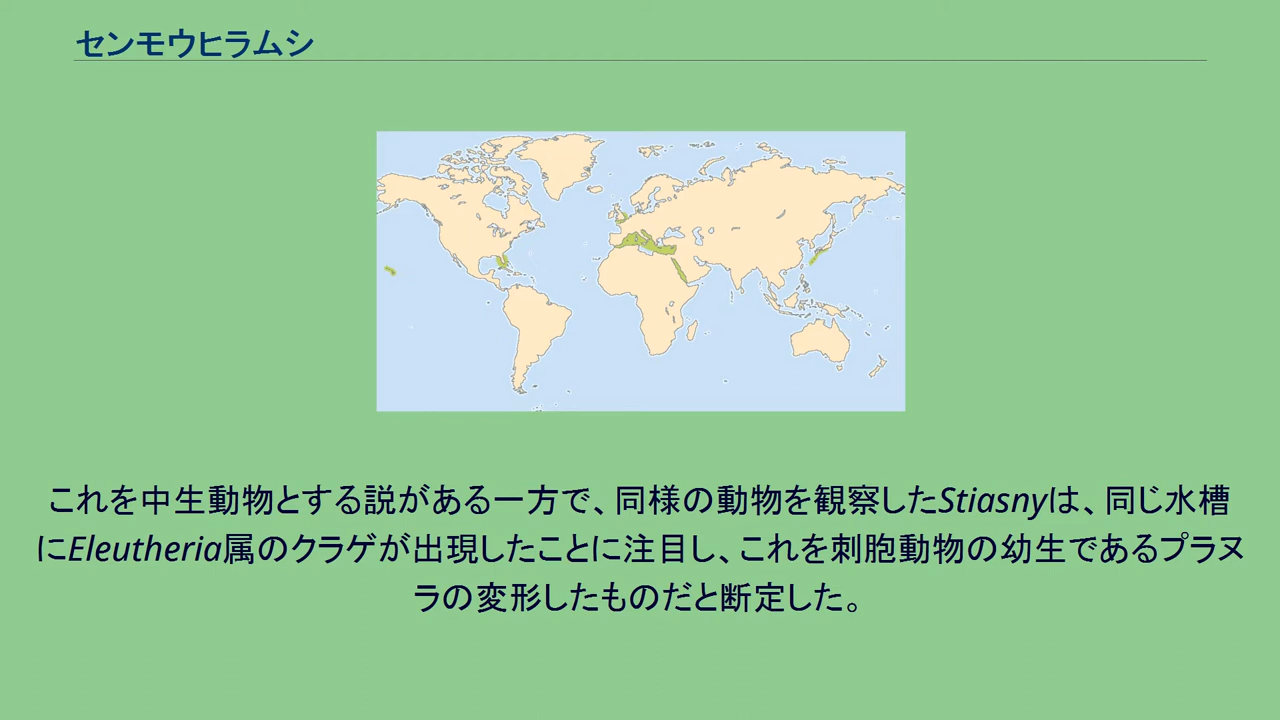 センモウヒラムシ
これを中生動物とする説がある一方で、同様の動物を観察したStiasnyは、同じ水槽
にEleutheria属のクラゲが出現したことに注目し、これを刺胞動物の幼生であるプラヌ
ラの変形したものだと断定した。